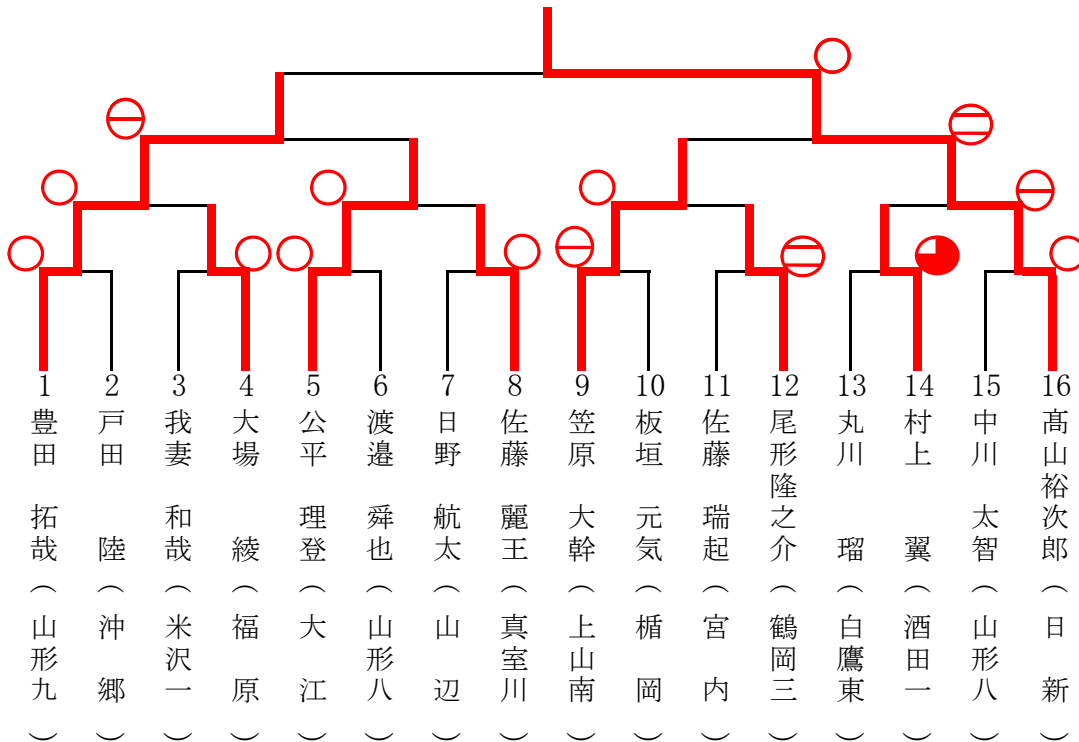 1 豊田 拓哉（山形九）
2 戸田 陸（沖郷）
3 我妻 和哉（米沢一）
4 大場 綾（福原）
5 公平 理登（大江）
6 渡邉 舜也（山形八）
7 日野 航太（山辺）
8 佐藤 麗王（真室川）
9 笠原 大幹（上山南）
10 板垣 元気（楯岡）
11 佐藤 瑞起（宮内）
12 尾形隆之介（鶴岡三）
13 丸川 瑠（白鷹東）
14 村上 翼（酒田一）
15 中川 太智（山形八）
16 髙山裕次郎（日新）